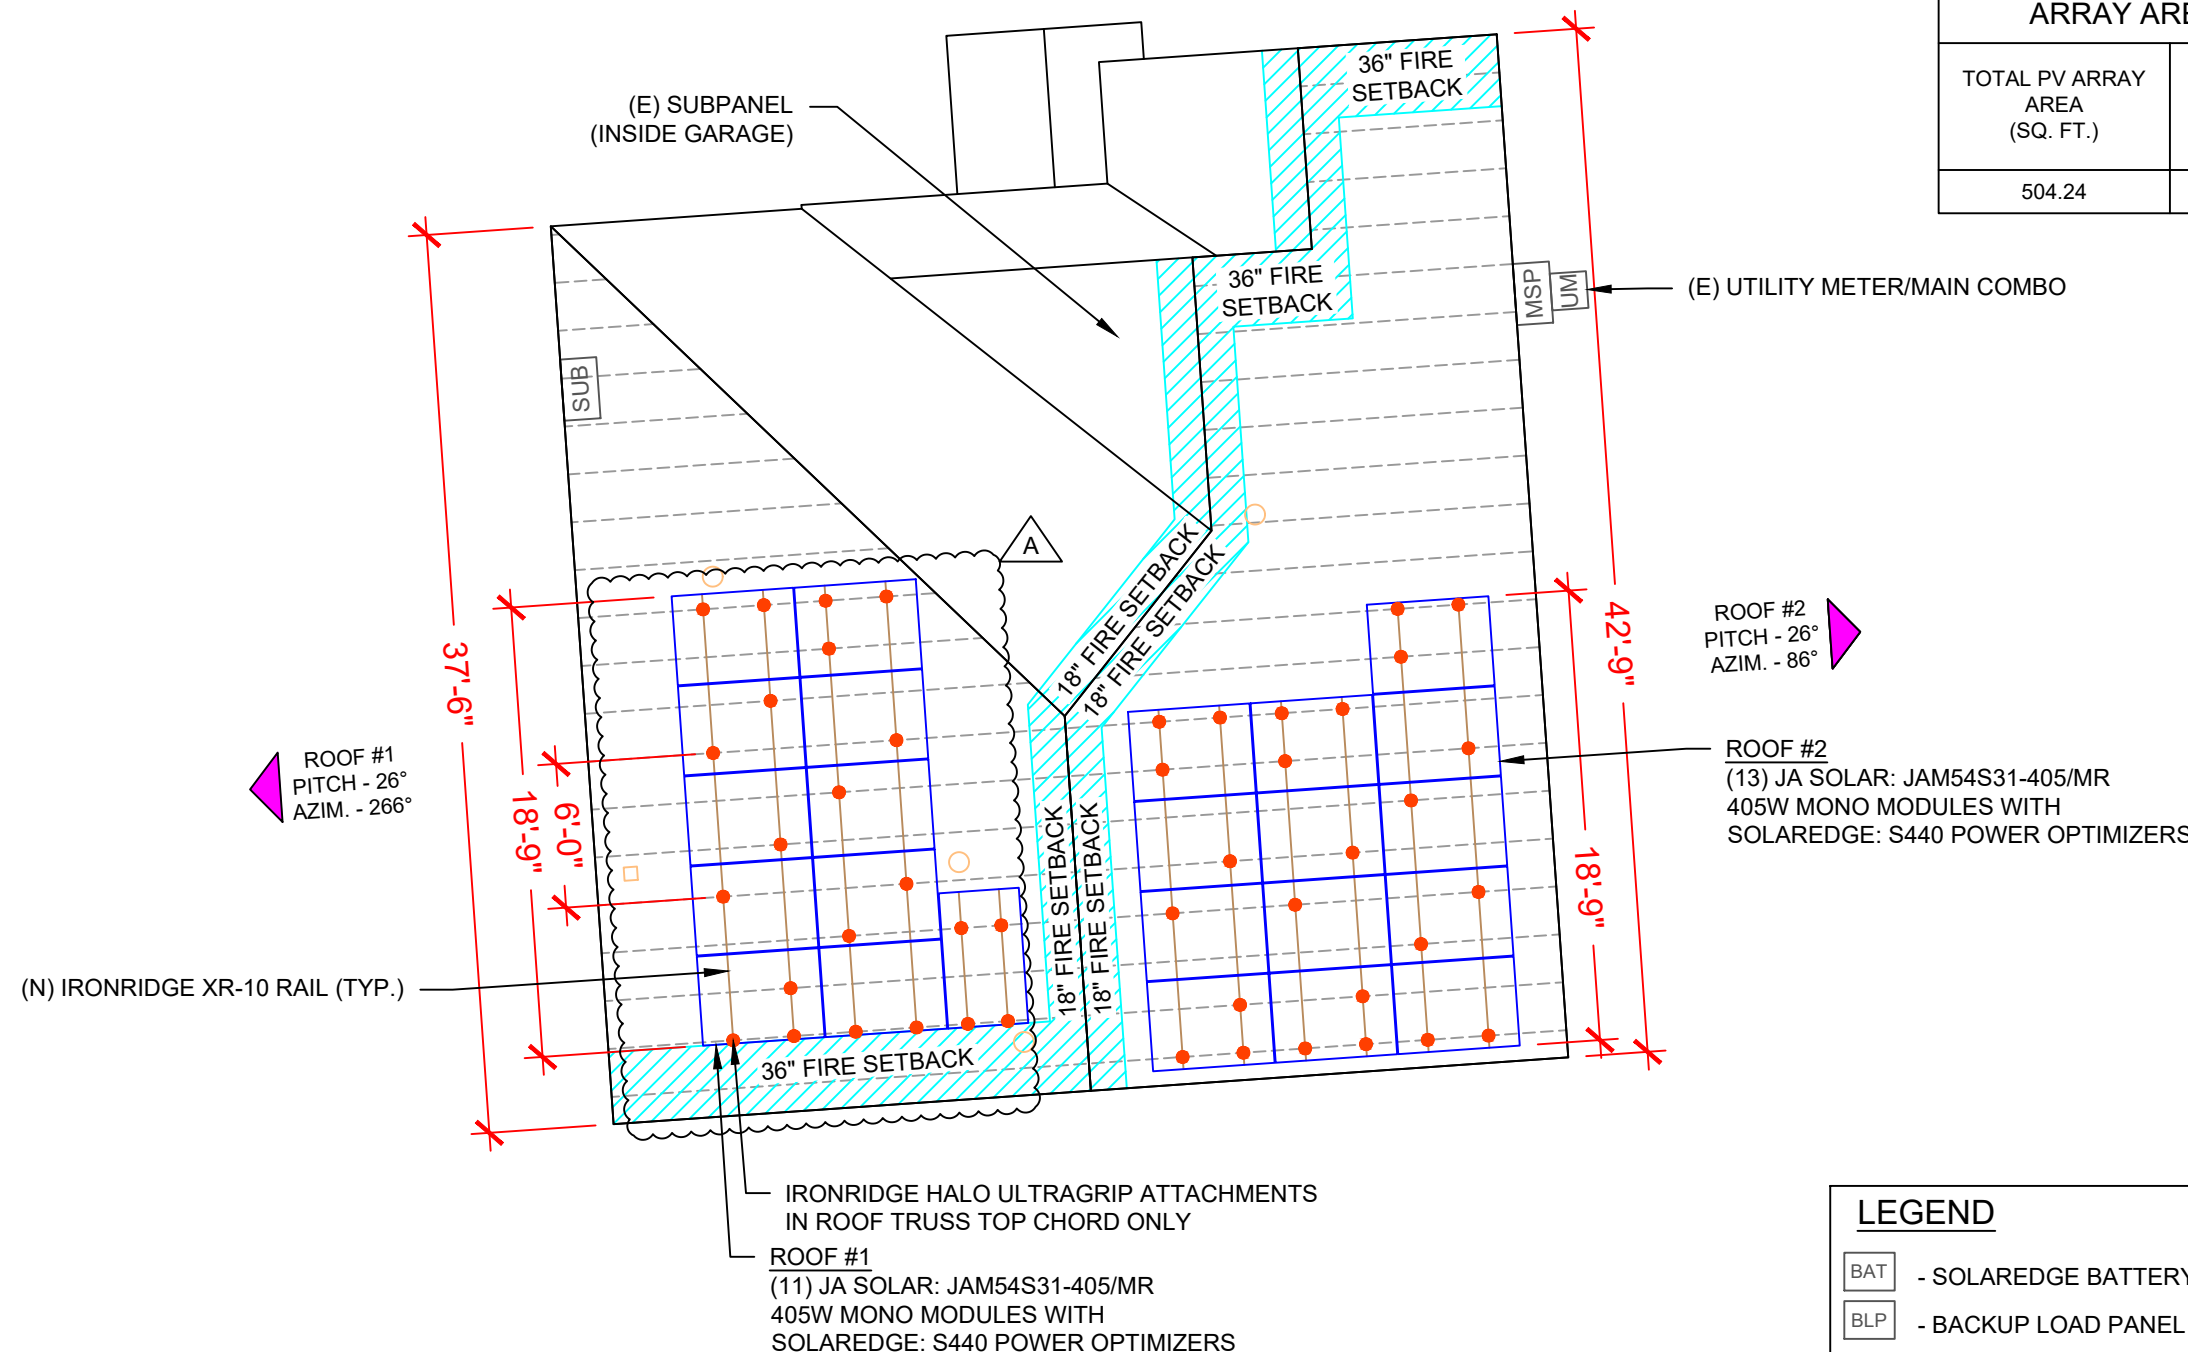 ARRAY ARE
TOTAL PV ARRAY
AREA
(SQ. FT.)
504.24
36" FIRE
SETBACK
(E) SUBPANEL
(INSIDE GARAGE)
36" FIRE
SETBACK
MSP
UM
(E) UTILITY METER/MAIN COMBO
SUB
A
18" FIRE SETBACK
18" FIRE SETBACK
37'-6"
42'-9"
ROOF #2
PITCH - 26°
AZIM. - 86°
ROOF #1
PITCH - 26°
AZIM. - 266°
18'-9"
6'-0"
18" FIRE SETBACK
18" FIRE SETBACK
18'-9"
ROOF #2
(13) JA SOLAR: JAM54S31-405/MR
405W MONO MODULES WITH
SOLAREDGE: S440 POWER OPTIMIZERS
(N) IRONRIDGE XR-10 RAIL (TYP.)
36" FIRE SETBACK
IRONRIDGE HALO ULTRAGRIP ATTACHMENTS
IN ROOF TRUSS TOP CHORD ONLY
ROOF #1
(11) JA SOLAR: JAM54S31-405/MR
405W MONO MODULES WITH
SOLAREDGE: S440 POWER OPTIMIZERS
LEGEND
BAT - SOLAREDGE BATTERY
BLP - BACKUP LOAD PANEL